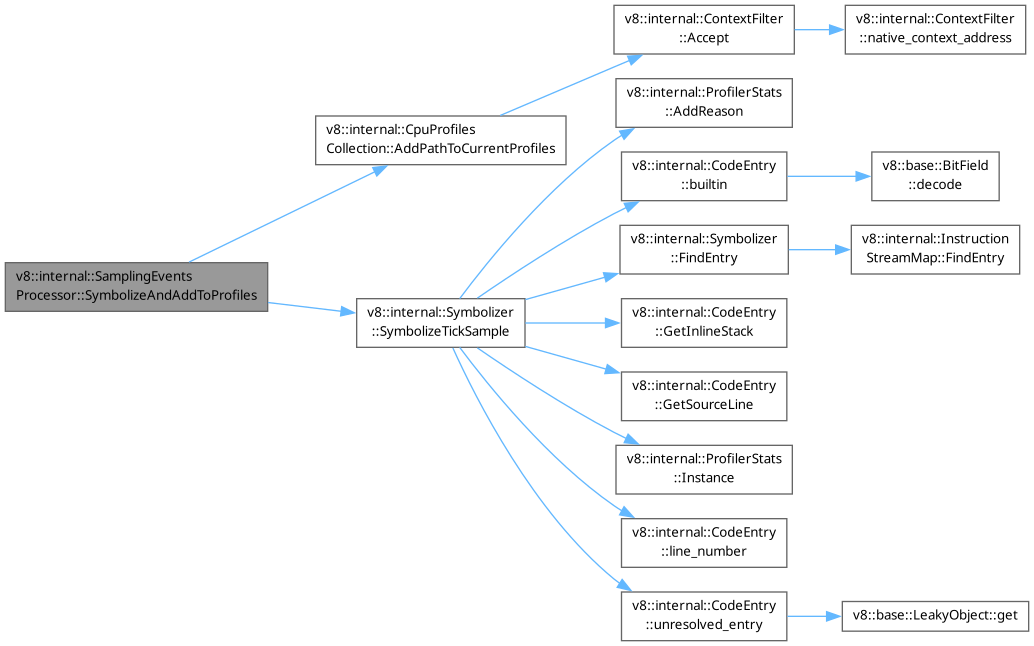 v8::internal::ContextFilter
::Accept
v8::internal::ContextFilter
::native_context_address
v8::internal::ProfilerStats
::AddReason
v8::internal::CpuProfiles
Collection::AddPathToCurrentProfiles
v8::internal::CodeEntry
::builtin
v8::base::BitField
::decode
v8::internal::Symbolizer
::FindEntry
v8::internal::Instruction
StreamMap::FindEntry
v8::internal::SamplingEvents
Processor::SymbolizeAndAddToProfiles
v8::internal::Symbolizer
::SymbolizeTickSample
v8::internal::CodeEntry
::GetInlineStack
v8::internal::CodeEntry
::GetSourceLine
v8::internal::ProfilerStats
::Instance
v8::internal::CodeEntry
::line_number
v8::internal::CodeEntry
::unresolved_entry
v8::base::LeakyObject::get